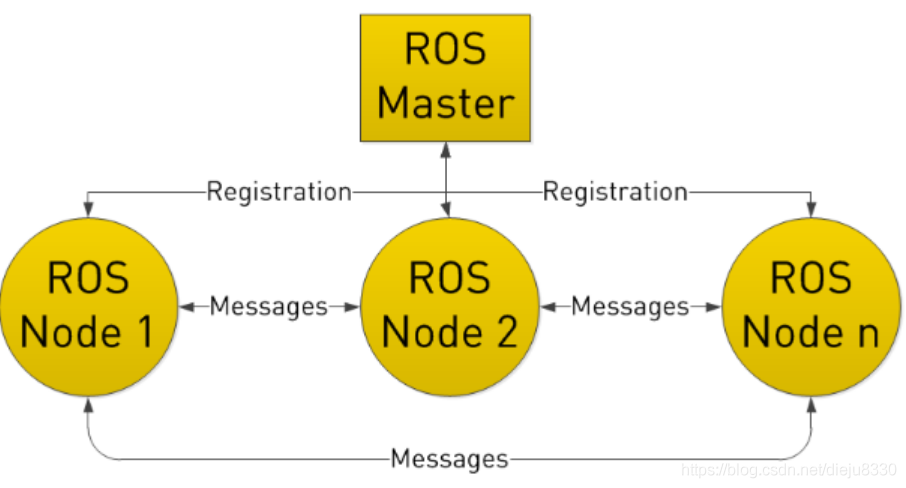 ROS
Master
Registration
Registration
ROS
Node 1
Messages
ROS
Node 2
Messages
ROS
Node n
Messages
https://blog.csdn.net/dieju8330